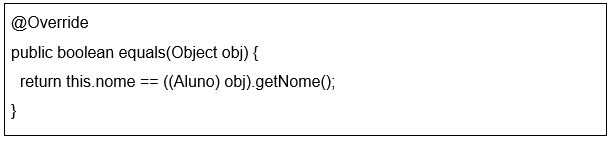 @Override
public boolean equals(Object obj) {
  return this.nome == ((Aluno) obj).getNome();
}